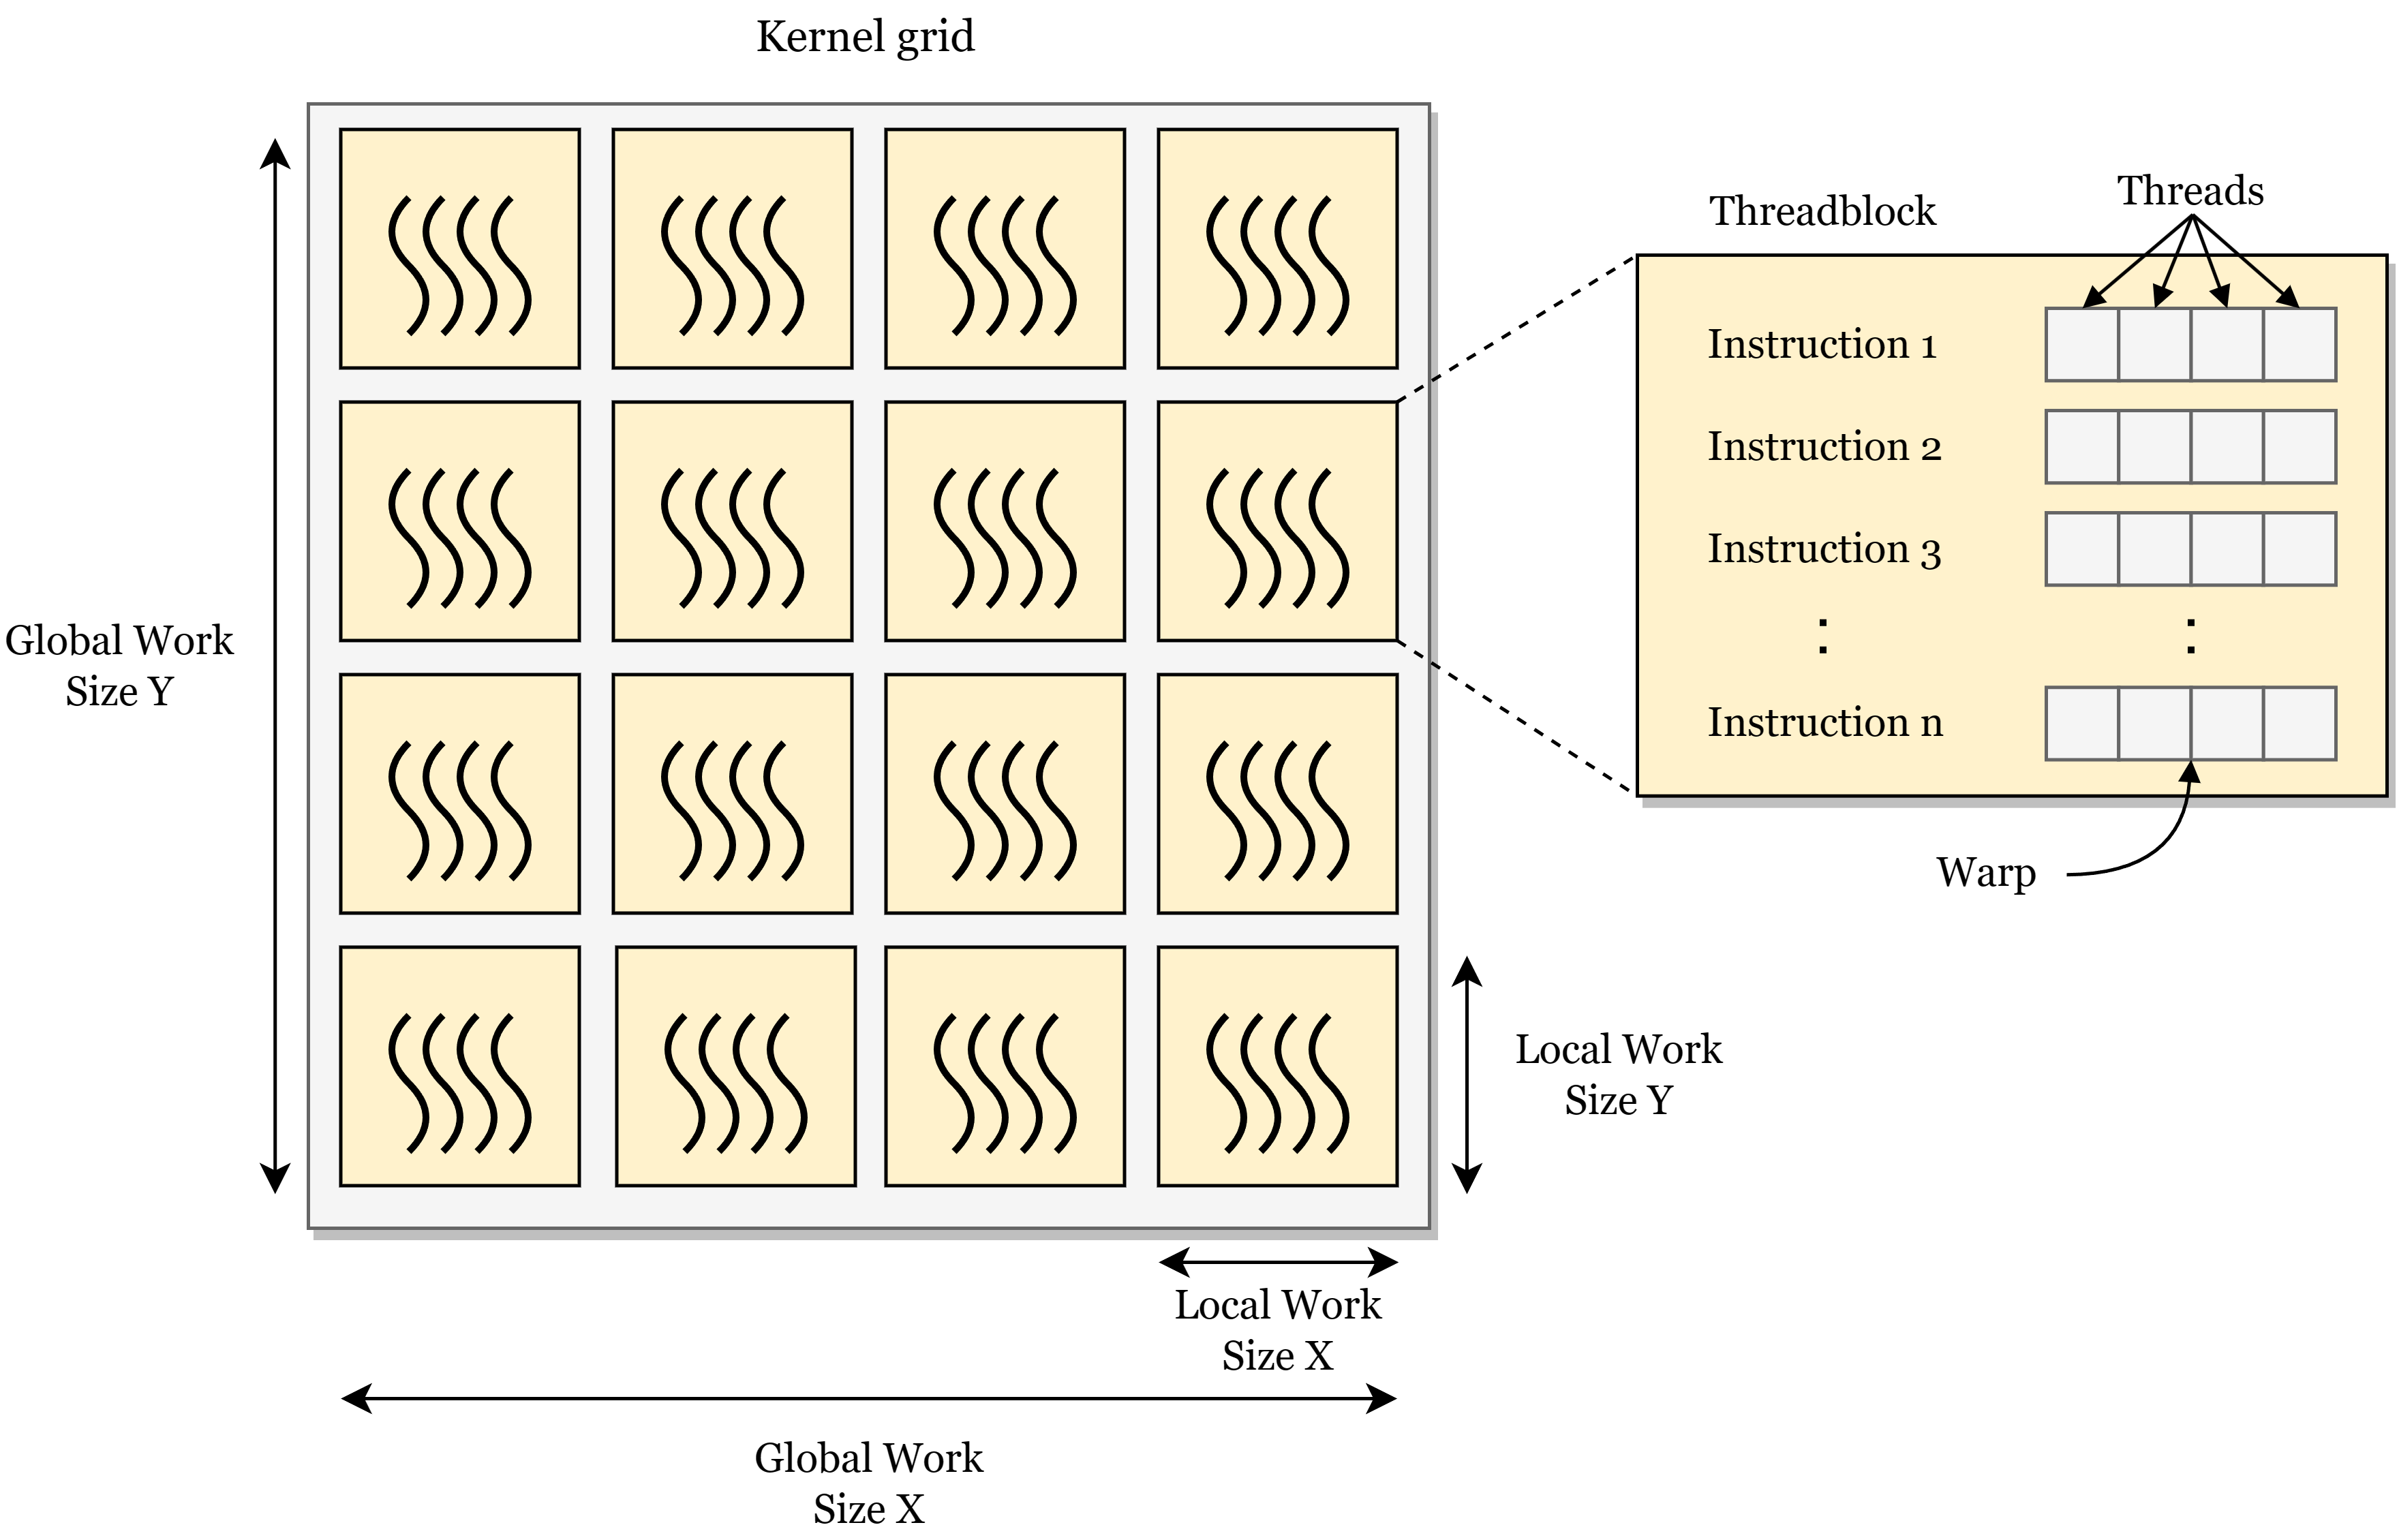 Kernel grid
Threads
Threadblock
Instruction 1
Instruction 2
Instruction 3
:
:
Instruction n
Warp
Global Work
Size Y
Local Work
Size Y
Local Work
Size X
Global Work
Size X